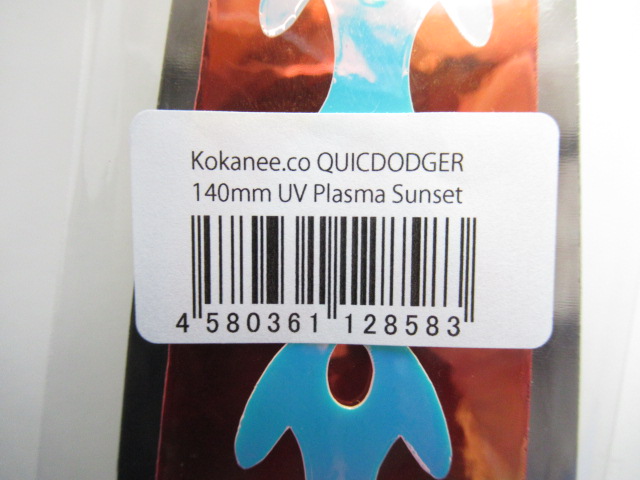 Kokanee.co QUICDODGER
140mm UV Plasma Sunset
4 580361 128583